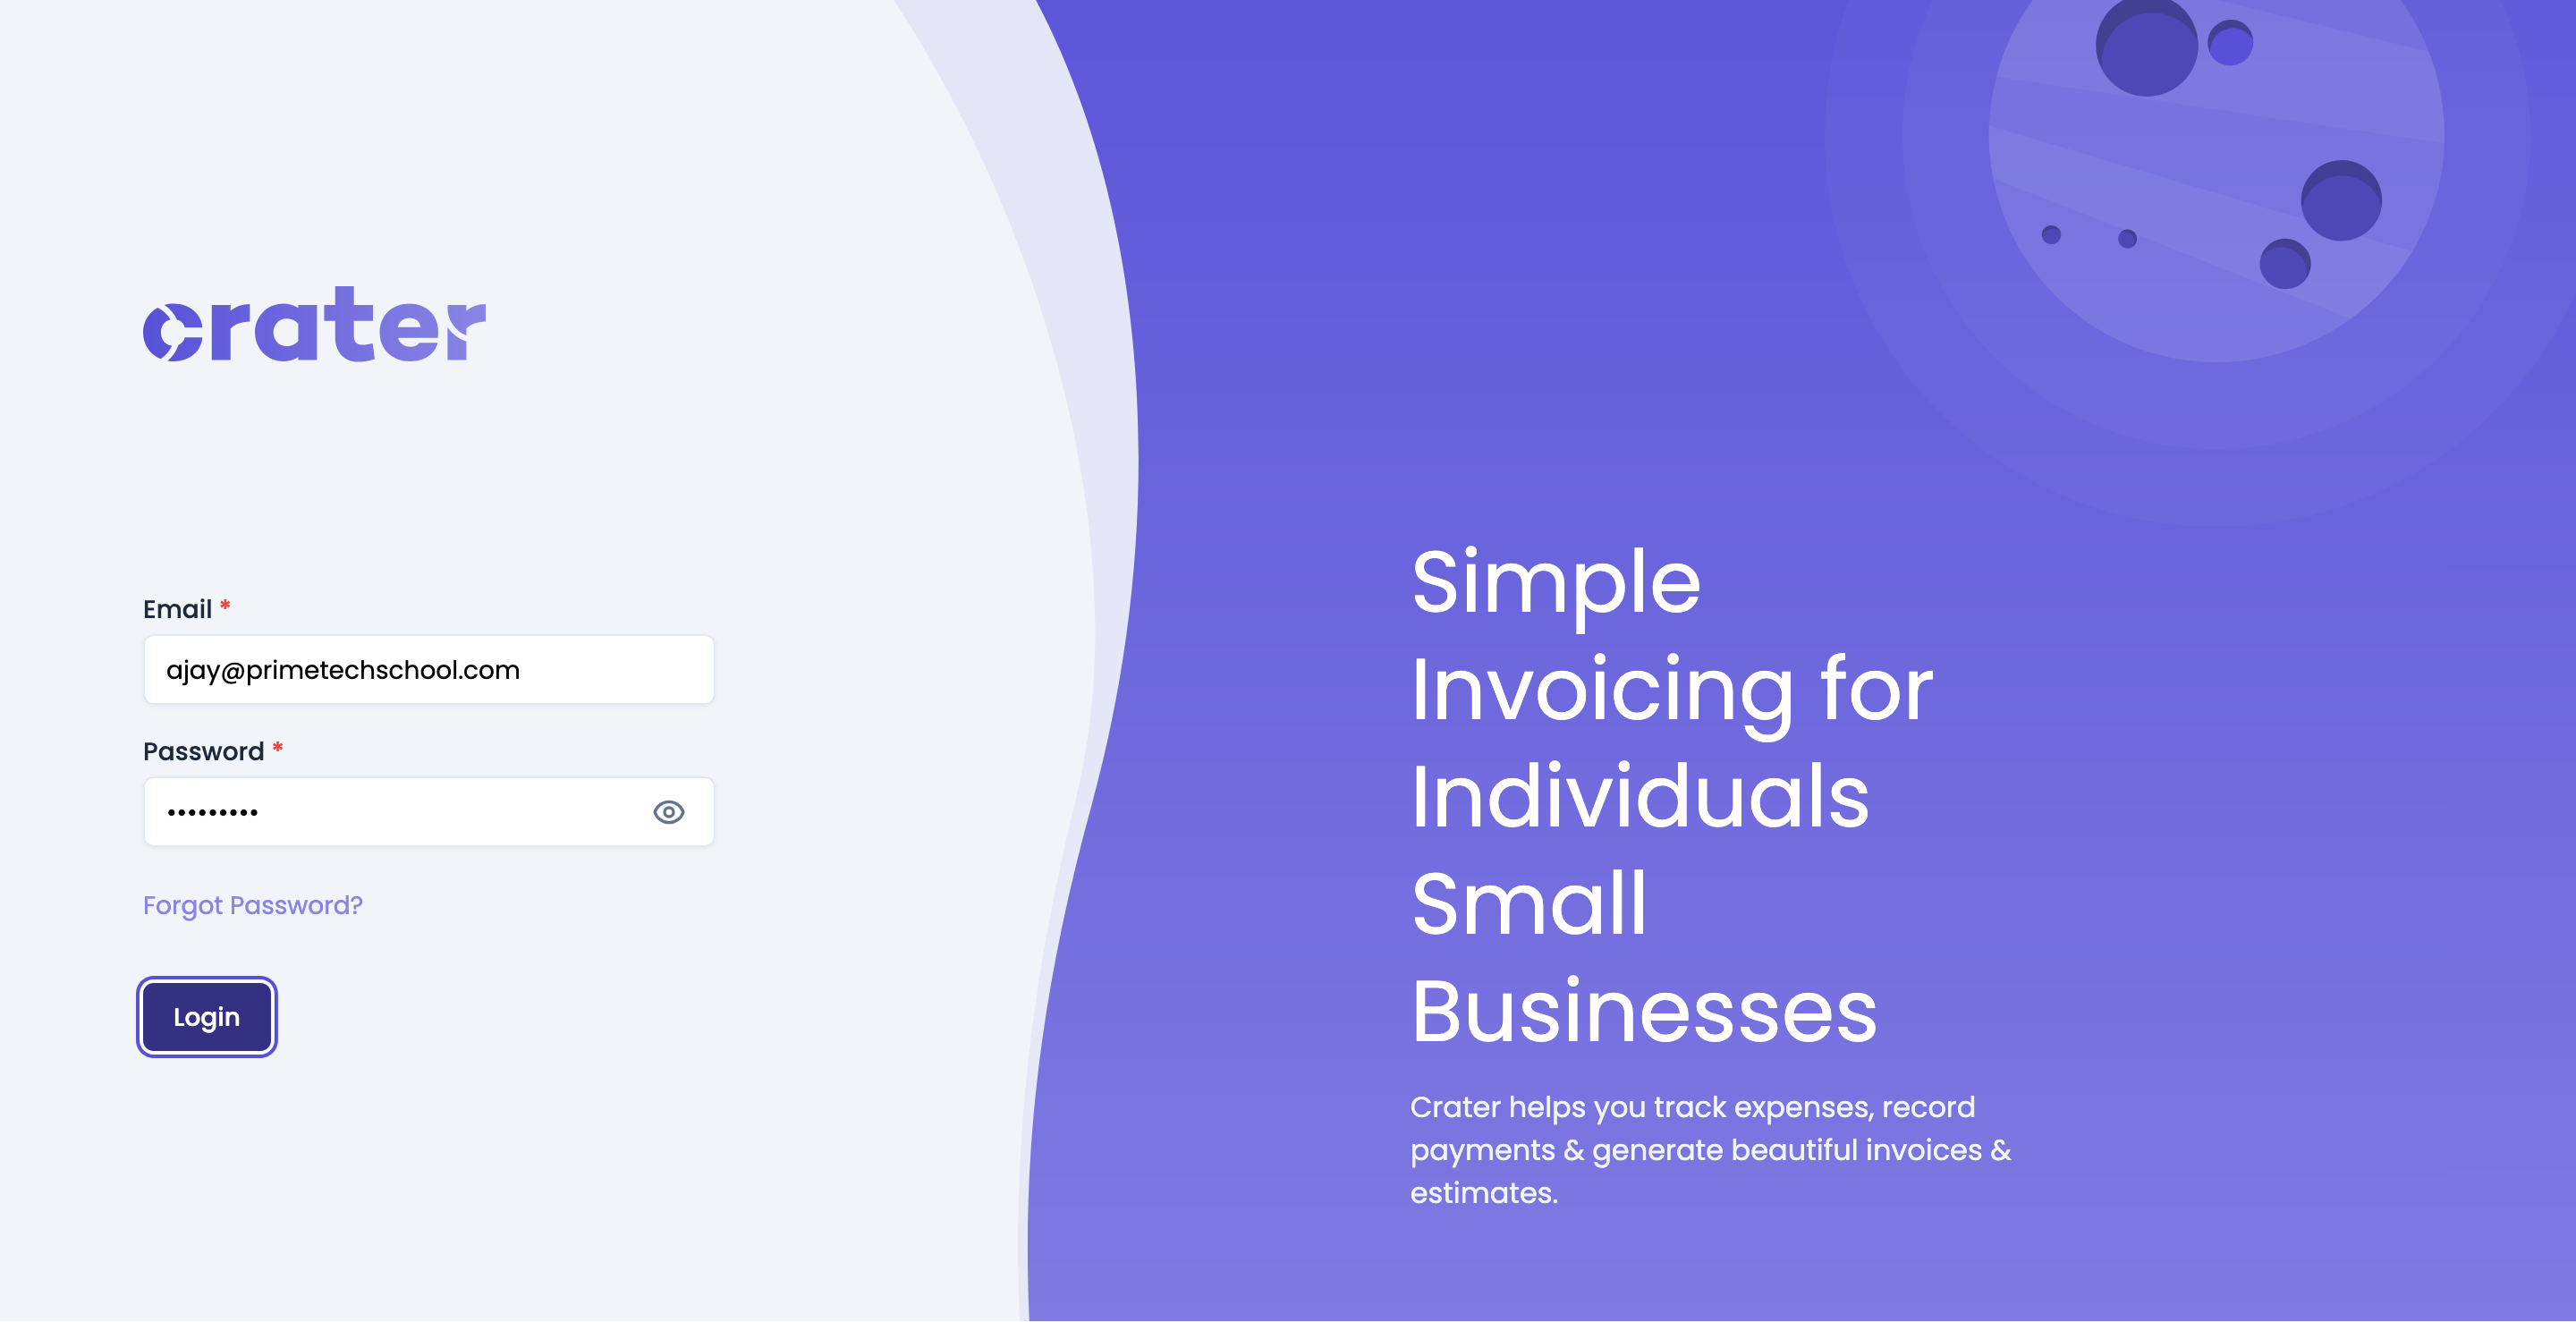 crater
Email *
ajay@primetechschool.com
Password *
•••••••••
Forgot Password?
Login
Simple
Invoicing for
Individuals
Small
Businesses
Crater helps you track expenses, record
payments & generate beautiful invoices &
estimates.